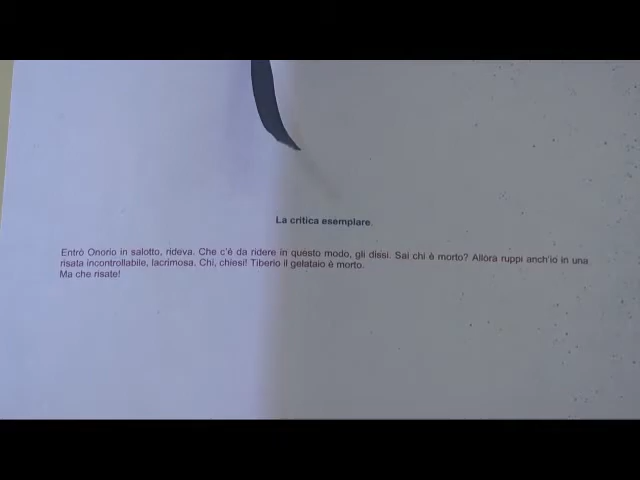 La critica esemplare.
Entrò Onorio in salotto, rideva. Che c'è da ridere in questo modo, gli dissi. Sai chi è morto? Allora ruppi anch'io in una
risata incontrollabile, lacrimosa. Chi, chiesi! Tiberio il gelataio è morto.
Ma che risate!